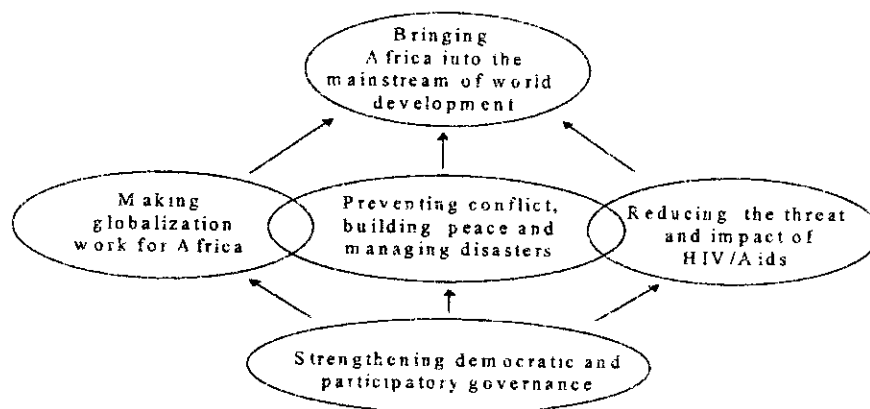 Bringing
Africa into the
mainstream of world
development
Making
globalization
work for Africa
Preventing conflict,
building peace and
managing disasters
Reducing the threat
and impact of
HIV/Aids
Strengthening democratic and
participatory governance